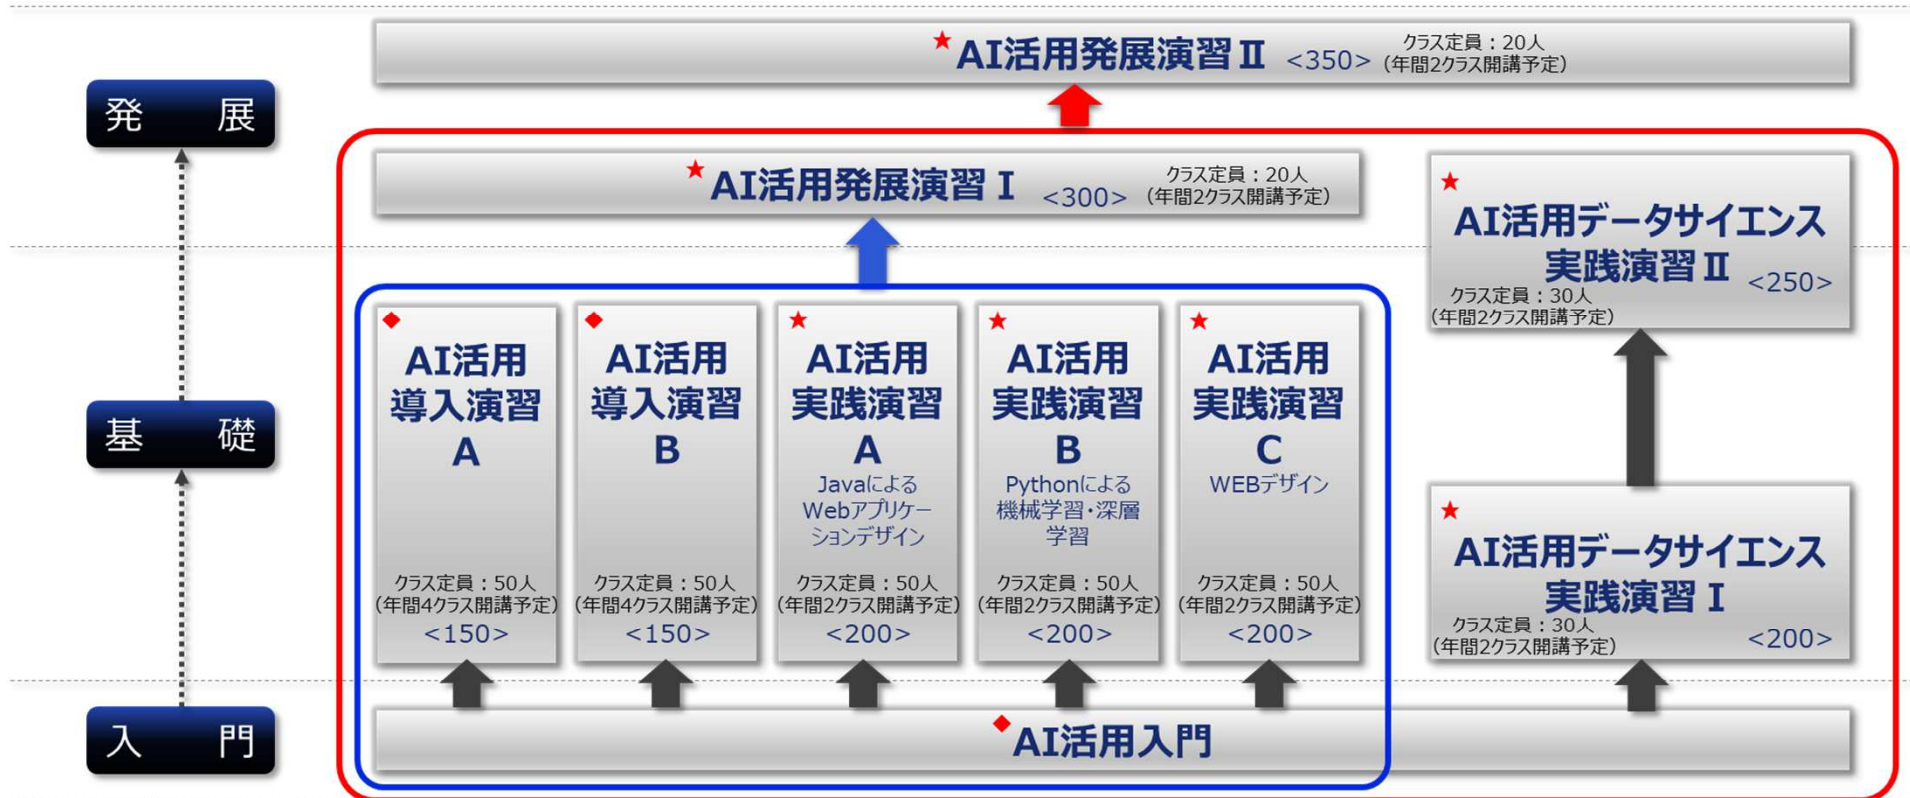 ★AI活用発展演習Ⅱ <350> クラス定員：20人
(年間2クラス開講予定)
発　展
★AI活用発展演習Ⅰ <300> クラス定員：20人
(年間2クラス開講予定)
★
AI活用データサイエンス
実践演習Ⅱ <250>
クラス定員：30人
(年間2クラス開講予定)
基　礎
◆
AI活用
導入演習
A
クラス定員：50人
(年間4クラス開講予定)
<150>
◆
AI活用
導入演習
B
クラス定員：50人
(年間4クラス開講予定)
<150>
★
AI活用
実践演習
A
Javaによる
Webアプリケー
ションデザイン
クラス定員：50人
(年間2クラス開講予定)
<200>
★
AI活用
実践演習
B
Pythonによる
機械学習・深層
学習
クラス定員：50人
(年間2クラス開講予定)
<200>
★
AI活用
実践演習
C
WEBデザイン
クラス定員：50人
(年間2クラス開講予定)
<200>
★
AI活用データサイエンス
実践演習Ⅰ
クラス定員：30人
(年間2クラス開講予定) <200>
入　門
◆AI活用入門